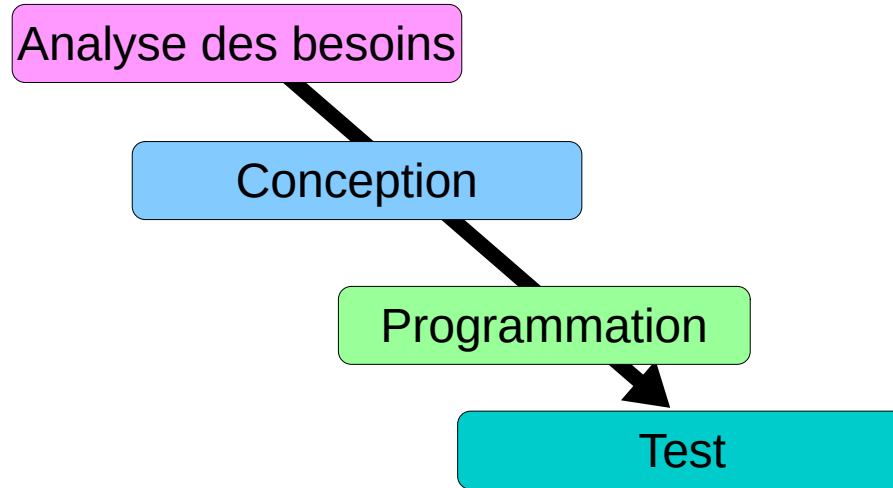 Analyse des besoins
Conception
Programmation
Test